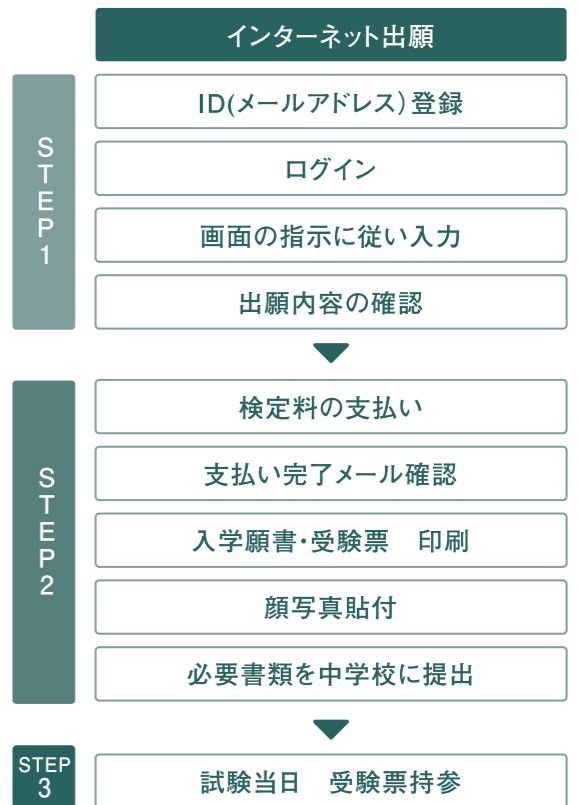 インターネット出願
STEP1
ID(メールアドレス)登録
ログイン
画面の指示に従い入力
出願内容の確認
STEP2
検定料の支払い
支払い完了メール確認
入学願書・受験票　印刷
顔写真貼付
必要書類を中学校に提出
STEP
3
試験当日　受験票持参